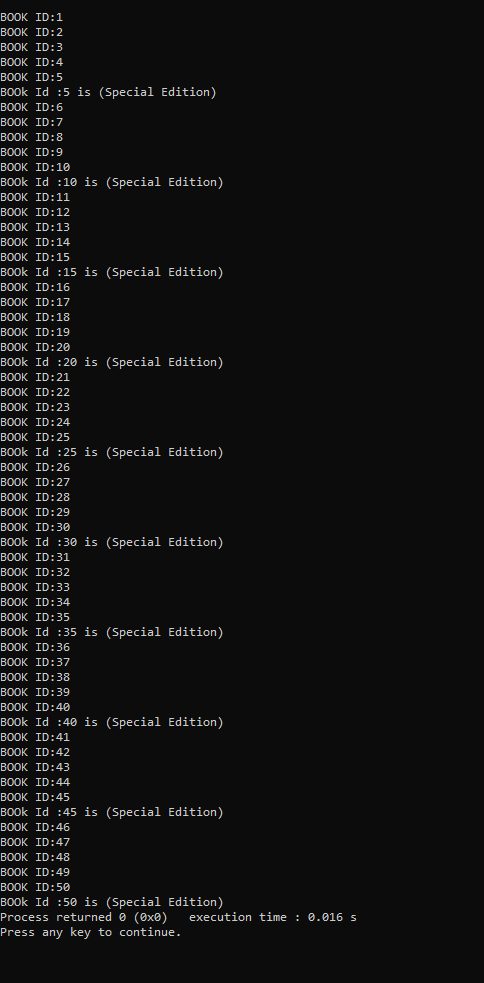 BOOK ID:1
BOOK ID:2
BOOK ID:3
BOOK ID:4
BOOK ID:5
BOOk Id :5 is (Special Edition)
BOOK ID:6
BOOK ID:7
BOOK ID:8
BOOK ID:9
BOOK ID:10
BOOk Id :10 is (Special Edition)
BOOK ID:11
BOOK ID:12
BOOK ID:13
BOOK ID:14
BOOK ID:15
BOOk Id :15 is (Special Edition)
BOOK ID:16
BOOK ID:17
BOOK ID:18
BOOK ID:19
BOOK ID:20
BOOk Id :20 is (Special Edition)
BOOK ID:21
BOOK ID:22
BOOK ID:23
BOOK ID:24
BOOK ID:25
BOOk Id :25 is (Special Edition)
BOOK ID:26
BOOK ID:27
BOOK ID:28
BOOK ID:29
BOOK ID:30
BOOk Id :30 is (Special Edition)
BOOK ID:31
BOOK ID:32
BOOK ID:33
BOOK ID:34
BOOK ID:35
BOOk Id :35 is (Special Edition)
BOOK ID:36
BOOK ID:37
BOOK ID:38
BOOK ID:39
BOOK ID:40
BOOk Id :40 is (Special Edition)
BOOK ID:41
BOOK ID:42
BOOK ID:43
BOOK ID:44
BOOK ID:45
BOOk Id :45 is (Special Edition)
BOOK ID:46
BOOK ID:47
BOOK ID:48
BOOK ID:49
BOOK ID:50
BOOk Id :50 is (Special Edition)
Process returned 0 (0x0)   execution time : 0.016 s
Press any key to continue.